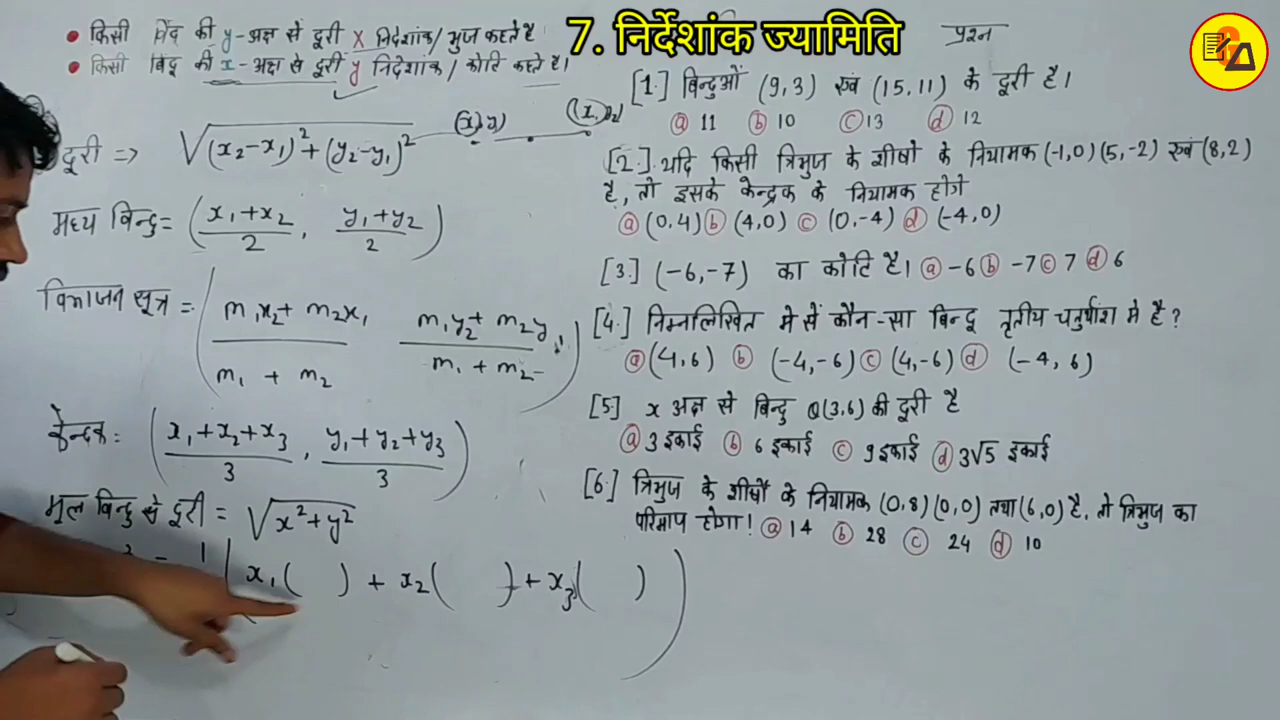 7. निर्देशांक ज्यामिति
• किसी बिंदु की y-अक्ष से दूरी x निर्देशांक/भुज कहते है
• किसी बिंदु की x-अक्ष से दूरी y निर्देशांक/कोटि कहते है।
दूरी => √(x₂-x₁)²+(y₂-y₁)²
मध्य बिन्दु = (x₁+x₂/2, y₁+y₂/2)
विभाजन सूत्र = (m₁x₂+m₂x₁/m₁+m₂, m₁y₂+m₂y₁/m₁+m₂)
केन्द्रक = (x₁+x₂+x₃/3, y₁+y₂+y₃/3)
मूल बिन्दु से दूरी = √x²+y²
= 1 (x₁( ) + x₂( ) + x₃( ))
प्रश्न
[1.] बिन्दुओं (9,3) एवं (15,11) के दूरी है।
ⓐ 11 ⓑ 10 ⓒ 13 ⓓ 12
[2.] यदि किसी त्रिभुज के शीर्षो के नियामक (-1,0) (5,-2) एवं (8,2)
है, तो इसके केन्द्रक के नियामक होगे
ⓐ (0,4) ⓑ (4,0) ⓒ (0,-4) ⓓ (-4,0)
[3.] (-6,-7) का कोटि है। ⓐ -6 ⓑ -7 ⓒ 7 ⓓ 6
[4.] निम्नलिखित मे सें कौन-सा बिन्दू तृतीय चतुर्थांश मे है?
ⓐ (4,6) ⓑ (-4,-6) ⓒ (4,-6) ⓓ (-4,6)
[5.] x अक्ष से बिन्दु Q(3,6) की दूरी है
ⓐ 3 इकाई ⓑ 6 इकाई ⓒ 9 इकाई ⓓ 3√5 इकाई
[6.] त्रिभुज के शीर्षों के नियामक (0,8) (0,0) तथा (6,0) है, तो त्रिभुज का
परिमाप होगा! ⓐ 14 ⓑ 28 ⓒ 24 ⓓ 10